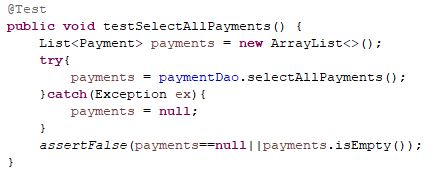 @Test
public void testSelectAllPayments() {
    List<Payment> payments = new ArrayList<>();
    try{
        payments = paymentDao.selectAllPayments();
    }catch(Exception ex){
        payments = null;
    }
    assertFalse(payments==null||payments.isEmpty());
}